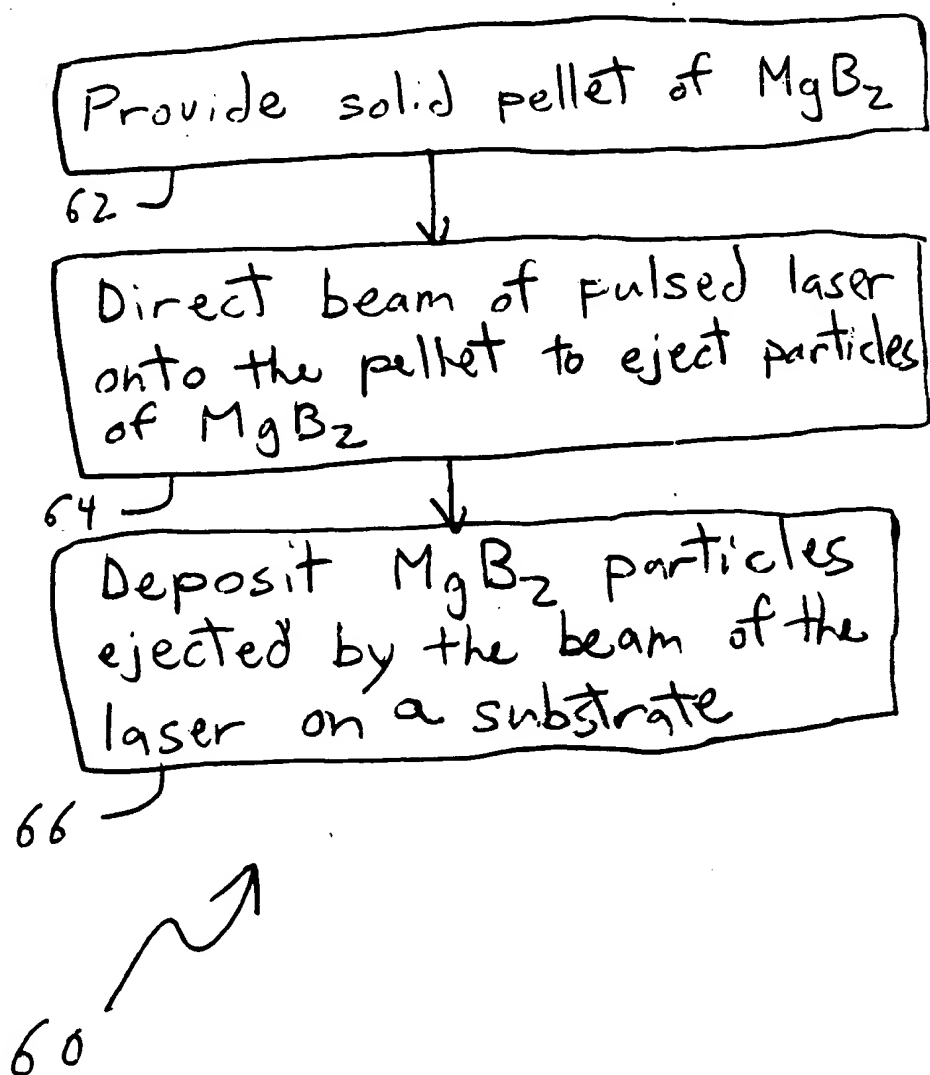 Provide solid pellet of MgB₂
62
Direct beam of pulsed laser
onto the pellet to eject particles
of MgB₂
64
Deposit MgB₂ particles
ejected by the beam of the
laser on a substrate
66
60